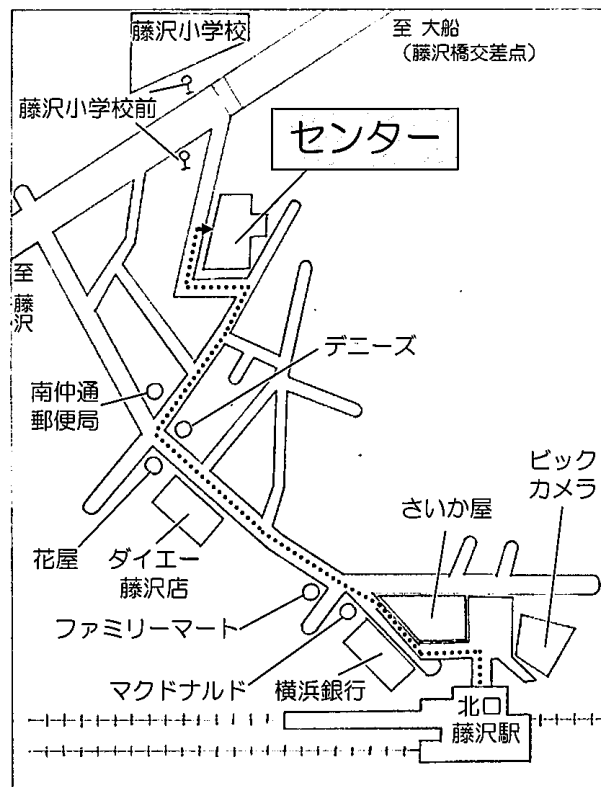 藤沢小学校
至 大船
（藤沢橋交差点）
藤沢小学校前
センター
至
藤沢
デニーズ
南仲通
郵便局
ビック
カメラ
さいか屋
花屋
ダイエー
藤沢店
ファミリーマート
マクドナルド
横浜銀行
北口
藤沢駅